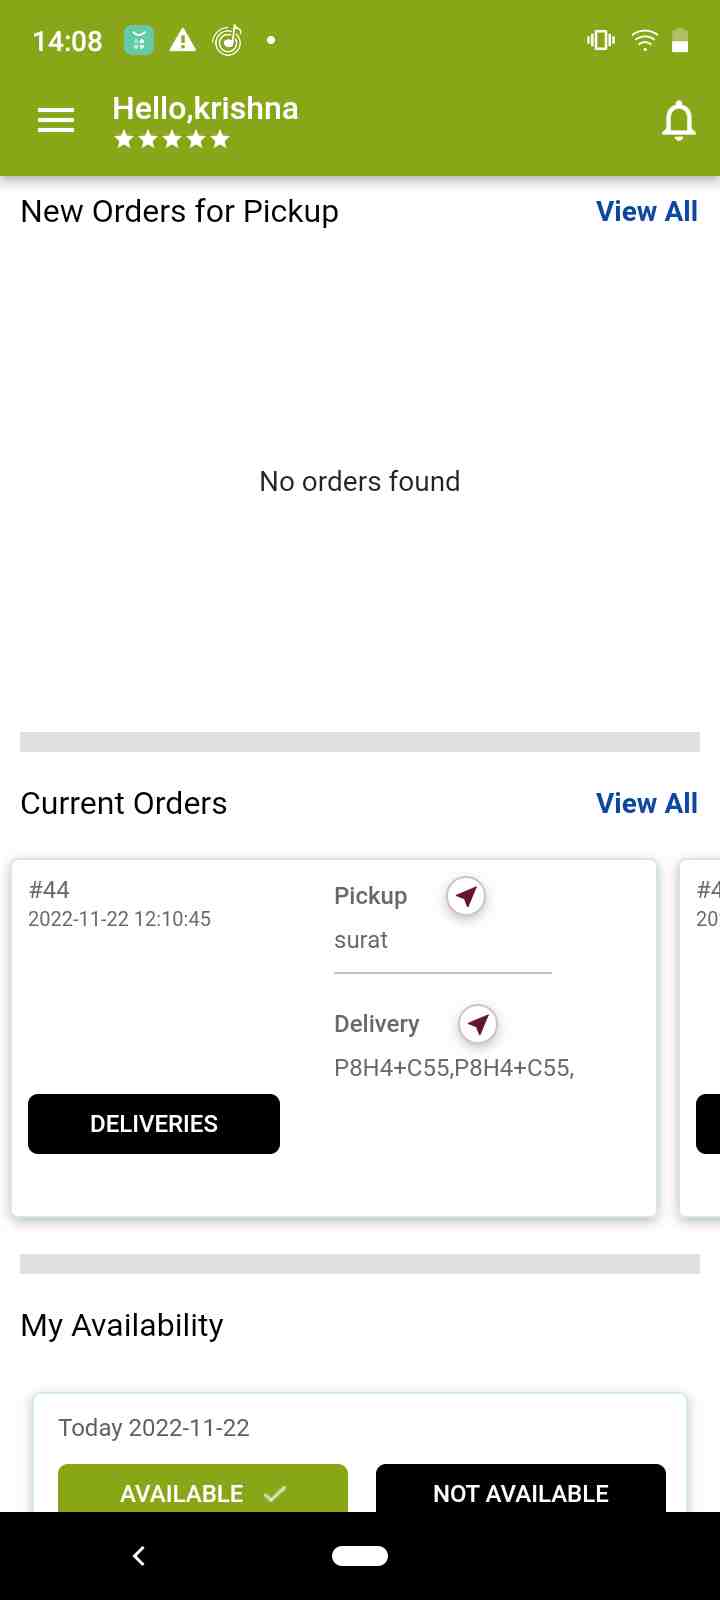 14:08
Hello,krishna
New Orders for Pickup
View All
No orders found
Current Orders
View All
#44
2022-11-22 12:10:45
Pickup
surat
Delivery
P8H4+C55,P8H4+C55,
DELIVERIES
#4
20
My Availability
Today 2022-11-22
AVAILABLE
NOT AVAILABLE